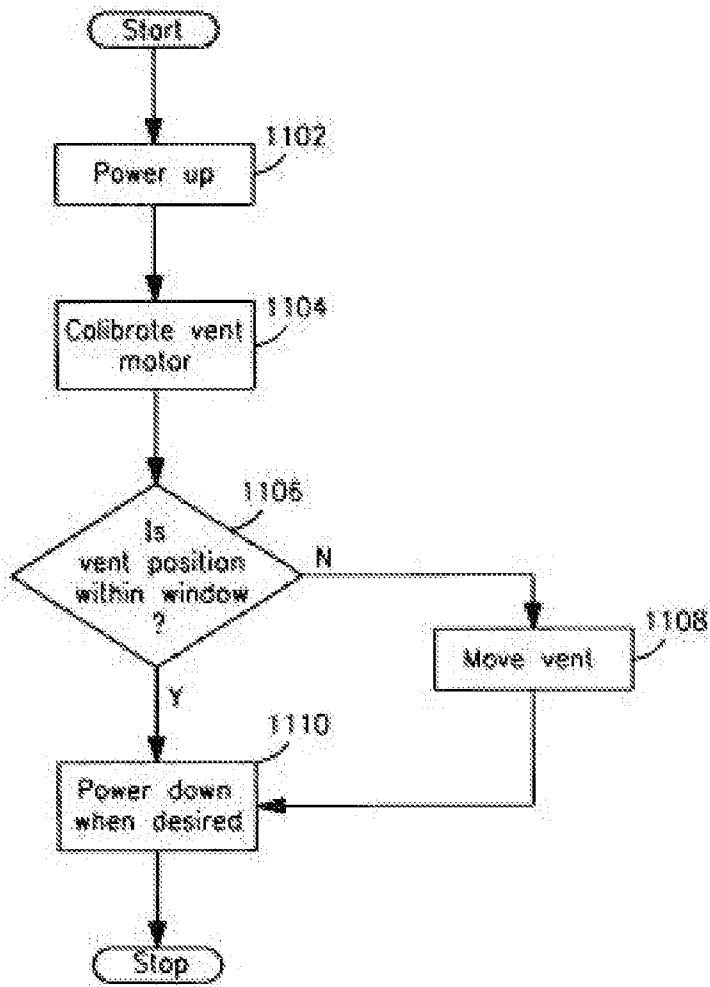 Start
1102
Power up
1104
Calibrate vent
motor
1106
Is
vent position
within window
?
N
1108
Move vent
Y
1110
Power down
when desired
Stop